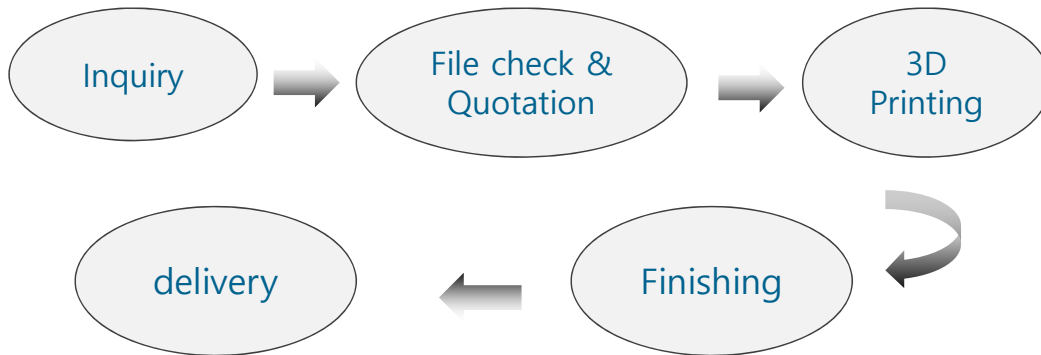 Inquiry
File check &
Quotation
3D
Printing
Finishing
delivery